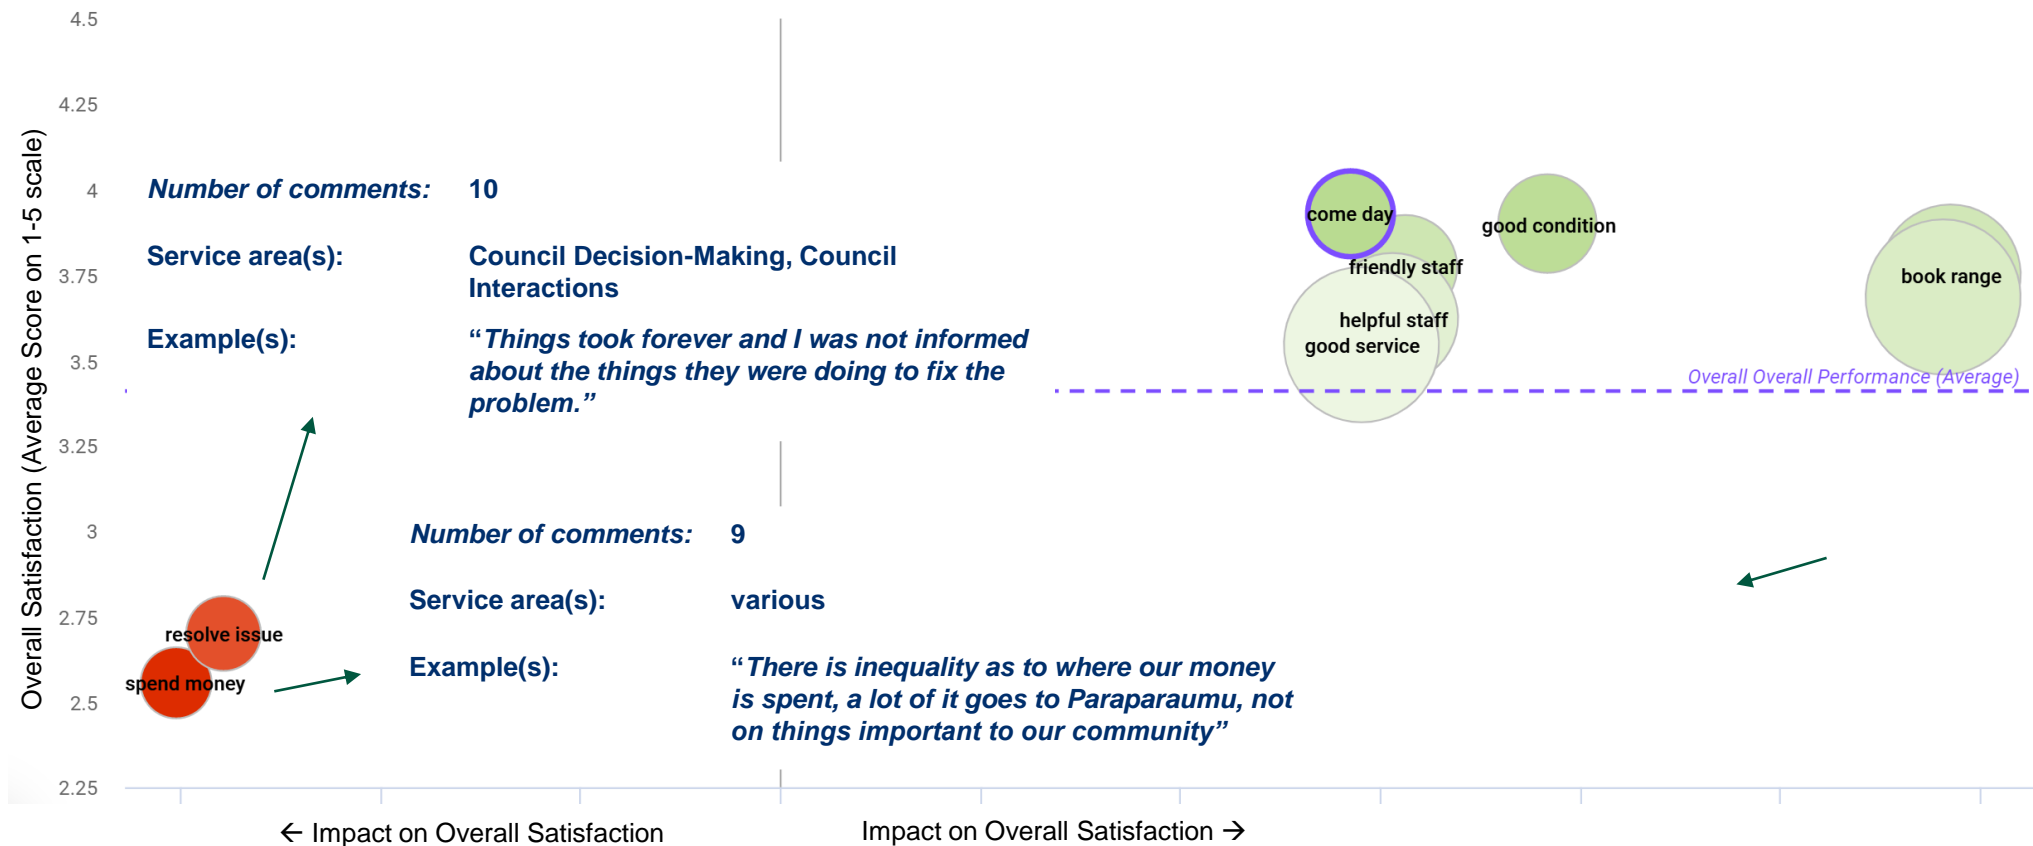 Overall Satisfaction (Average Score on 1-5 scale)
4.5
4.25
4
3.75
3.5
3.25
3
2.75
2.5
2.25
Number of comments: 10
Service area(s): Council Decision-Making, Council
Interactions
Example(s): “Things took forever and I was not informed
about the things they were doing to fix the
problem.”
Number of comments: 9
Service area(s): various
Example(s): “There is inequality as to where our money
is spent, a lot of it goes to Paraparaumu, not
on things important to our community”
resolve issue
spend money
come day
good condition
friendly staff
helpful staff
good service
book range
Overall Overall Performance (Average)
← Impact on Overall Satisfaction
Impact on Overall Satisfaction →